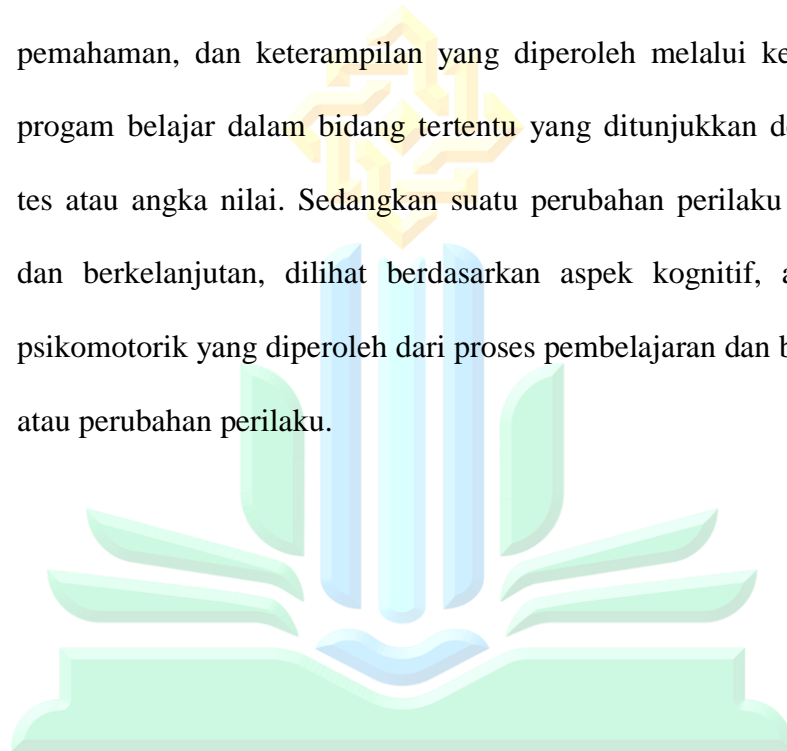 pemahaman, dan keterampilan yang diperoleh melalui ke
progam belajar dalam bidang tertentu yang ditunjukkan d
tes atau angka nilai. Sedangkan suatu perubahan perilaku
dan berkelanjutan, dilihat berdasarkan aspek kognitif, a
psikomotorik yang diperoleh dari proses pembelajaran dan b
atau perubahan perilaku.